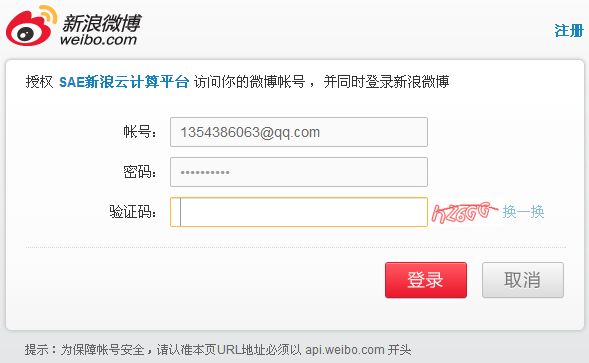 新浪微博
weibo.com
注册
授权 SAE新浪云计算平台 访问你的微博帐号，并同时登录新浪微博
帐号： 1354386063@qq.com
密码： ••••••••••
验证码： 换一换
登录 取消
提示：为保障帐号安全，请认准本页URL地址必须以 api.weibo.com 开头